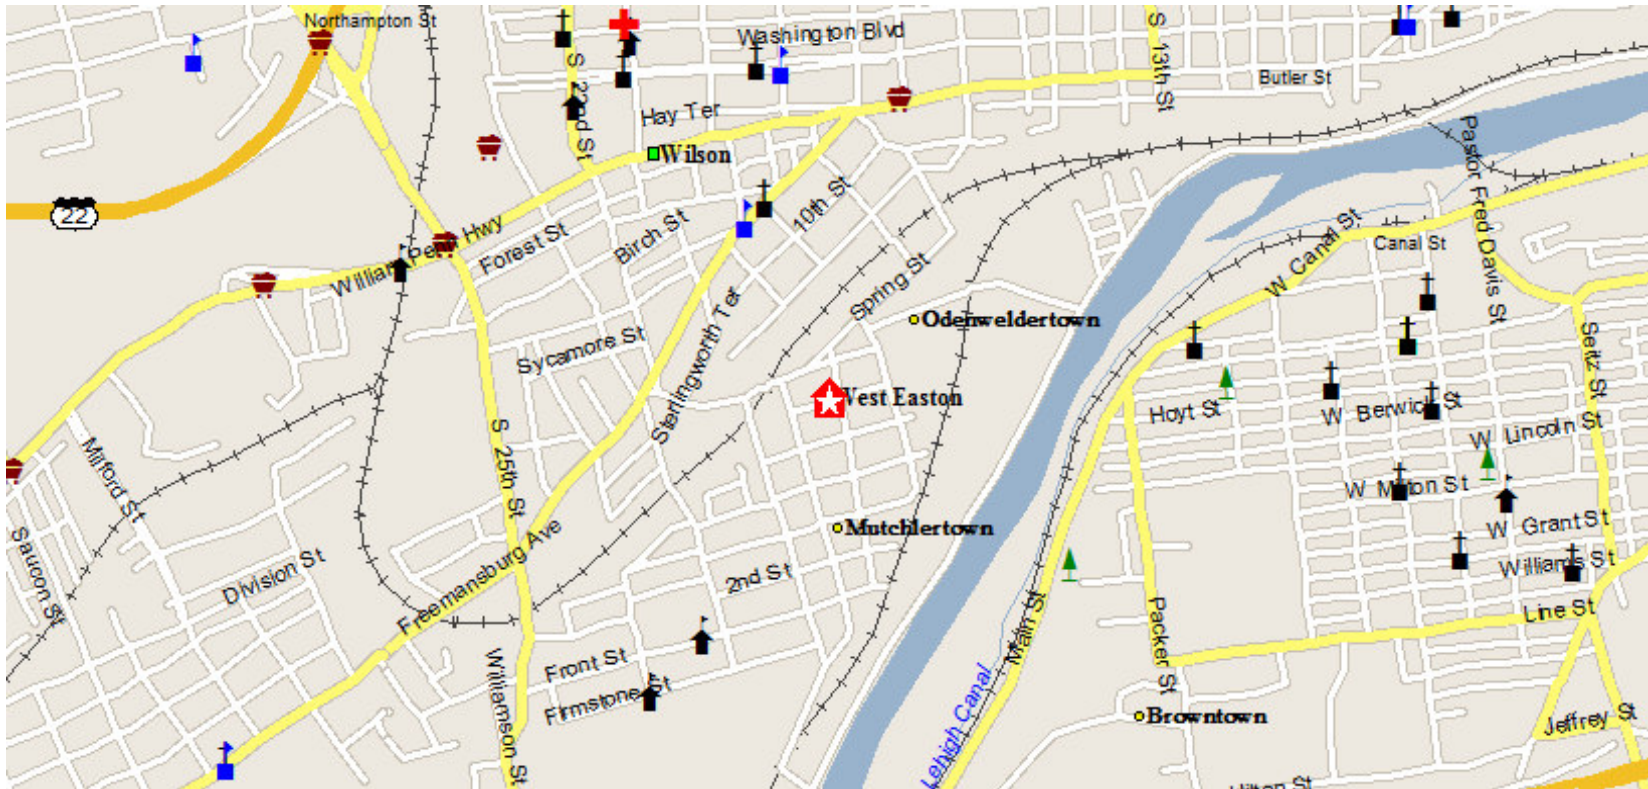 Northampton St
Washington Blvd
S 13th St
Butler St
S 22nd St
Hay Ter
Wilson
22
William Penn Hwy
Forest St
Birch St
10th St
Spring St
Pastor Fred Davis St
W Canal St
Canal St
Odenweldertown
Sycamore St
Sterlingworth Ter
West Easton
Hoyt St
W Berwick St
Seitz St
W Lincoln St
Milford St
S 25th St
W Milton St
W Grant St
Mutchlertown
Saucon St
Division St
Freemansburg Ave
2nd St
Williams St
Main St
Packer St
Line St
Front St
Firmstone St
Williamson St
Lehigh Canal
Browntown
Jeffrey St
Hilton St